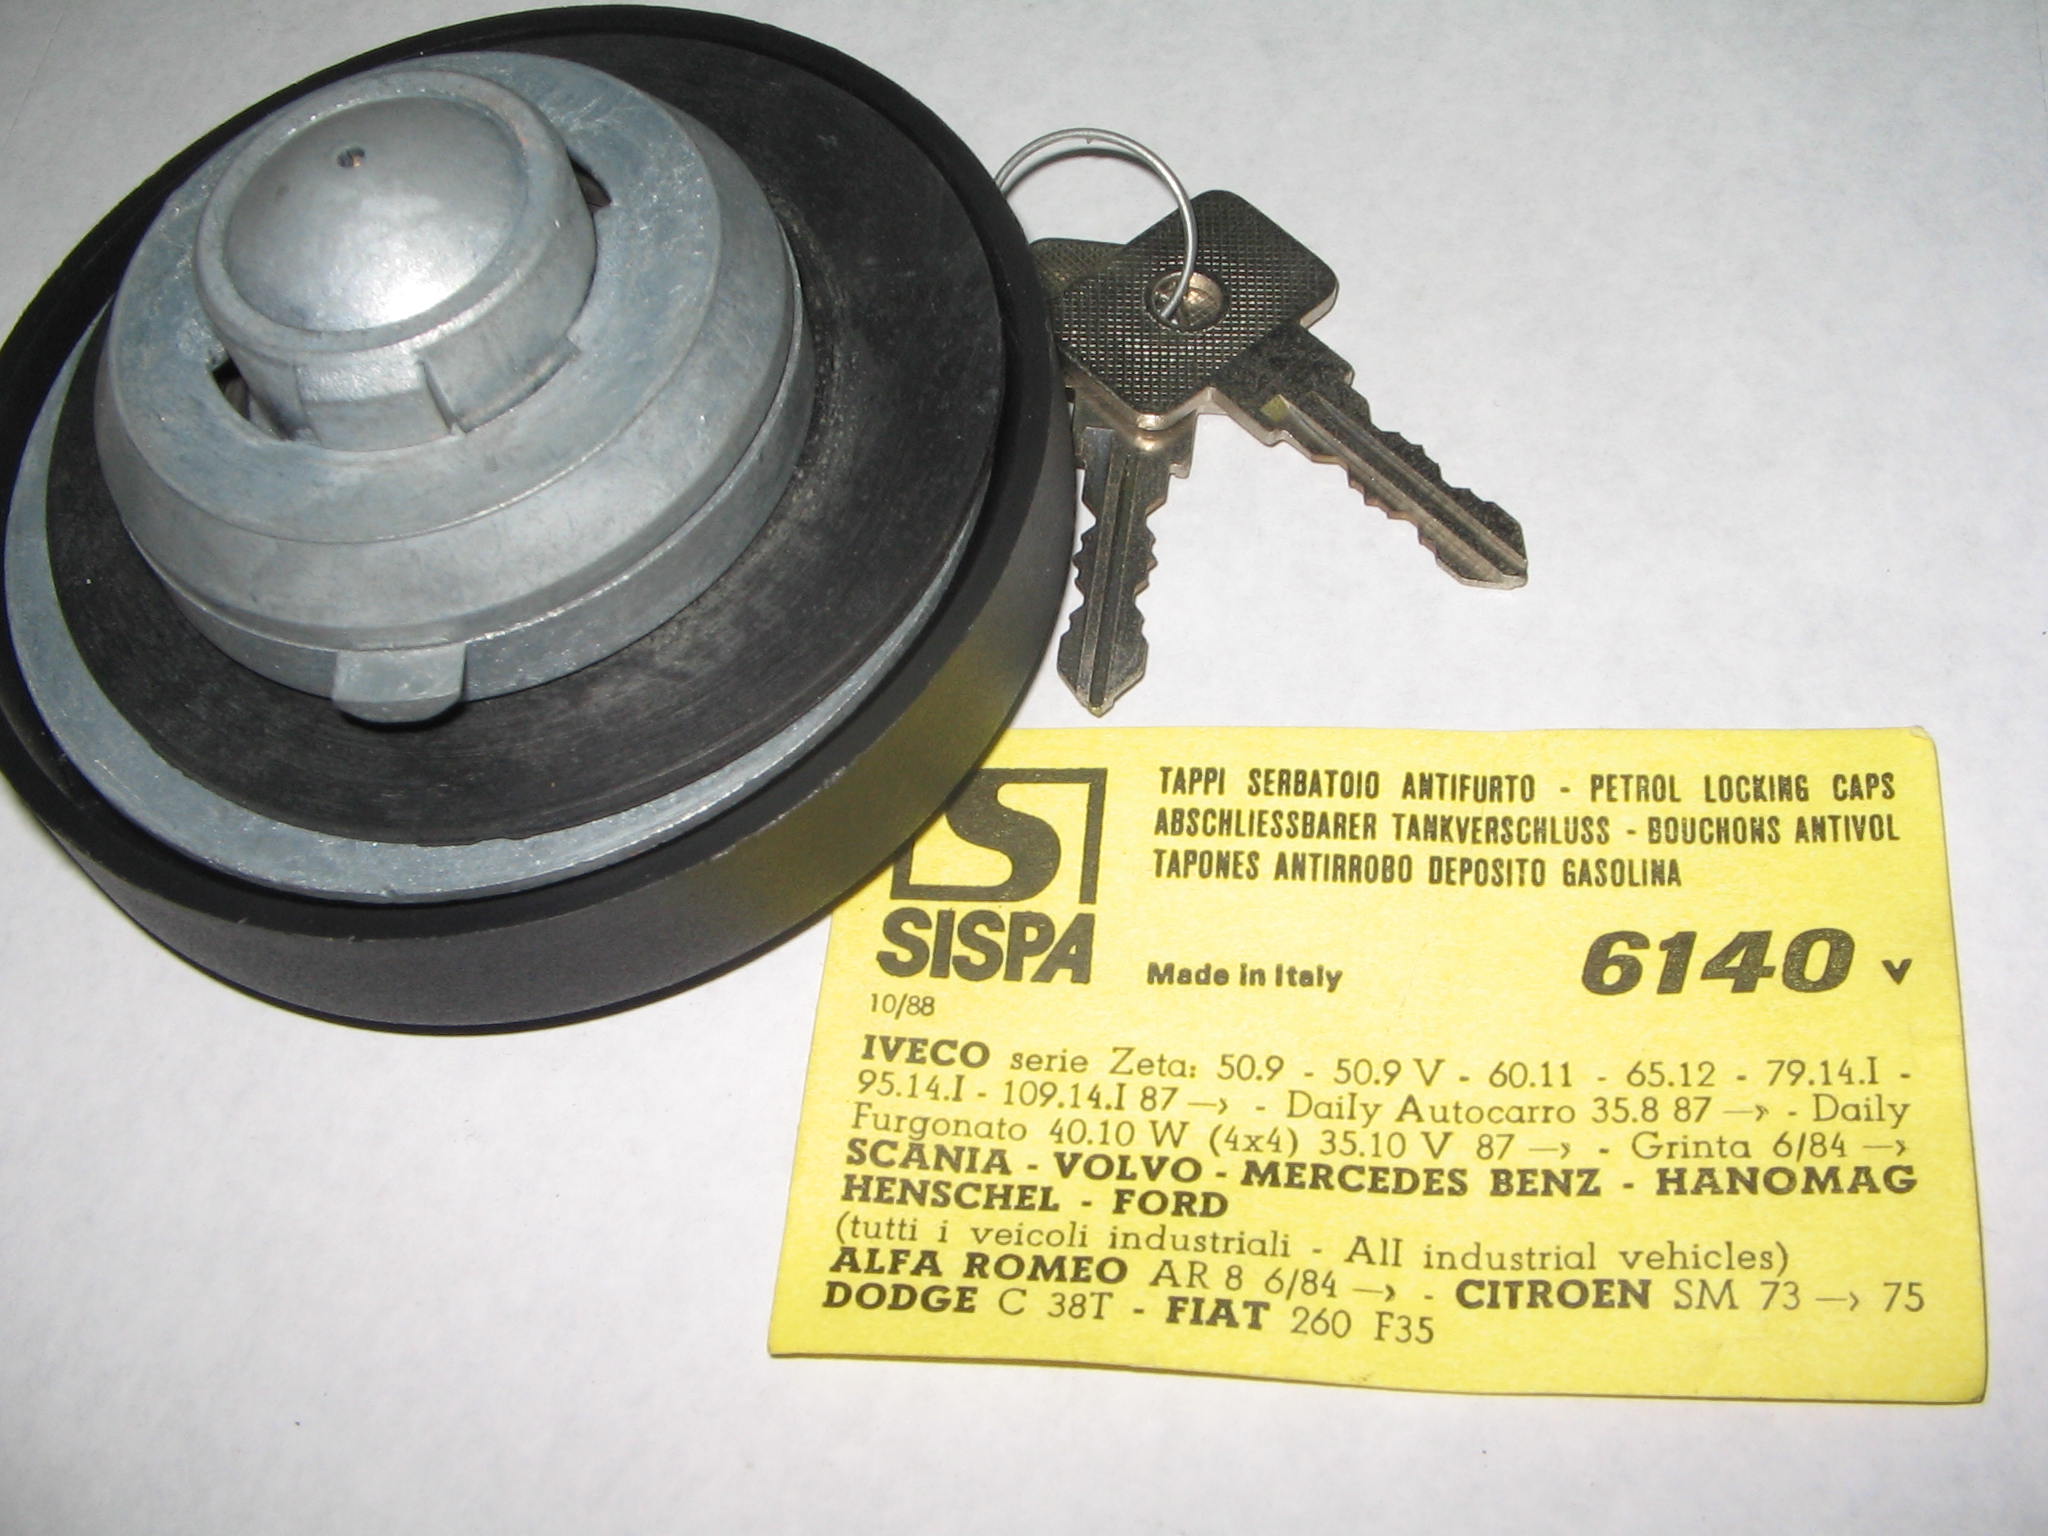 TAPPI SERBATOIO ANTIFURTO - PETROL LOCKING CAPS
ABSCHLIESSBARER TANKVERSCHLUSS - BOUCHONS ANTIVOL
TAPONES ANTIRROBO DEPOSITO GASOLINA
S
SISPA
Made in Italy
6140 v
10/88
IVECO serie Zeta: 50.9 - 50.9 V - 60.11 - 65.12 - 79.14.I -
95.14.I - 109.14.I 87 —> - Daily Autocarro 35.8 87 —> - Daily
Furgonato 40.10 W (4x4) 35.10 V 87 —> - Grinta 6/84 —>
SCANIA - VOLVO - MERCEDES BENZ - HANOMAG
HENSCHEL - FORD
(tutti i veicoli industriali - All industrial vehicles)
ALFA ROMEO AR 8 6/84 —> - CITROEN SM 73 —> 75
DODGE C 38T - FIAT 260 F35